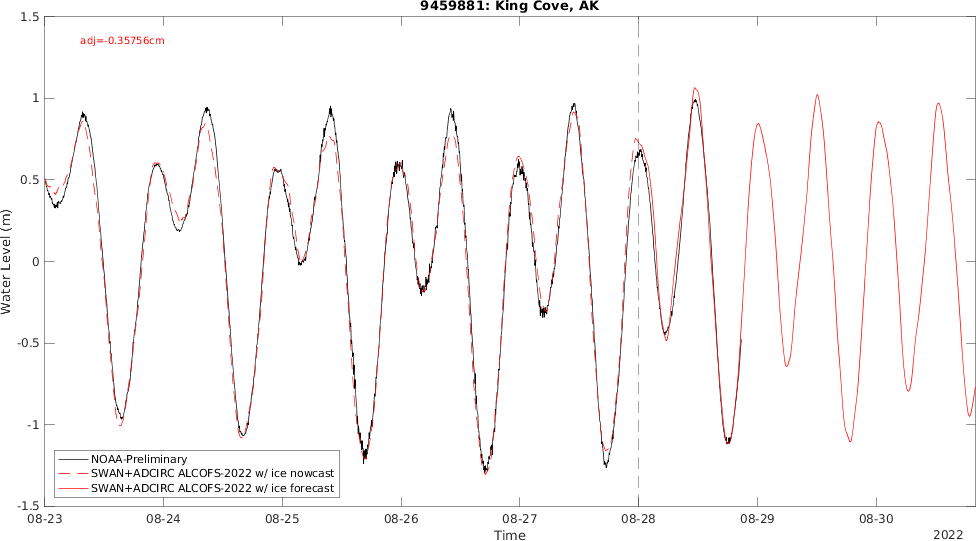 9459881: King Cove, AK
adj=-0.35756cm
Water Level (m)
1.5
1
0.5
0
-0.5
-1
-1.5
NOAA-Preliminary
SWAN+ADCIRC ALCOFS-2022 w/ ice nowcast
SWAN+ADCIRC ALCOFS-2022 w/ ice forecast
08-23 08-24 08-25 08-26 08-27 08-28 08-29 08-30
Time
2022